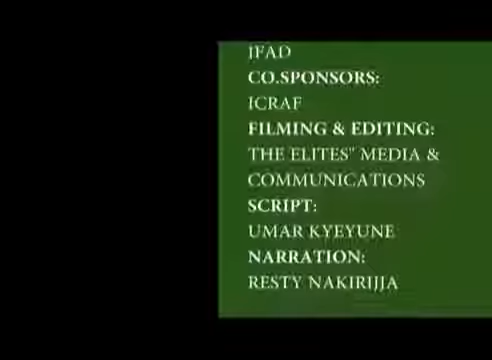 JFAD
CO.SPONSORS:
ICRAF
FILMING & EDITING:
THE ELITES" MEDIA &
COMMUNICATIONS
SCRIPT:
UMAR KYEYUNE
NARRATION:
RESTY NAKIRIJJA